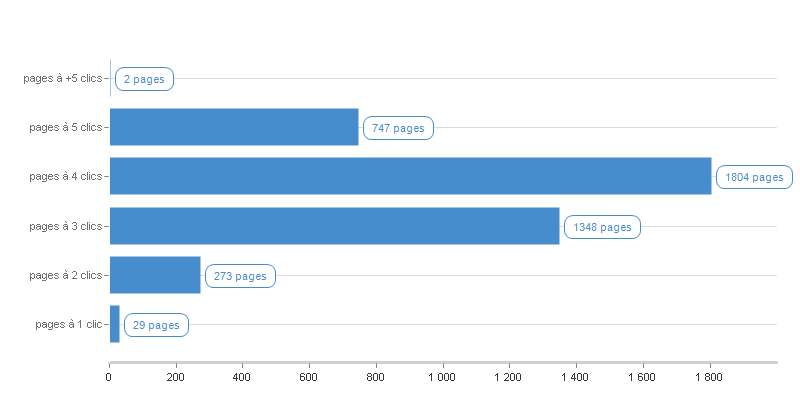 pages à +5 clics 2 pages
pages à 5 clics 747 pages
pages à 4 clics 1804 pages
pages à 3 clics 1348 pages
pages à 2 clics 273 pages
pages à 1 clic 29 pages
0 200 400 600 800 1 000 1 200 1 400 1 600 1 800